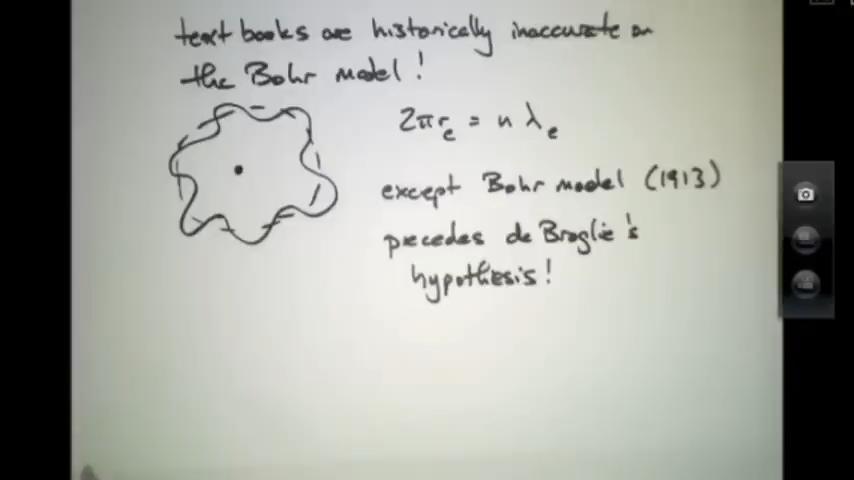 text books are historically inaccurate on
the Bohr model!
2πr_e = n λ_e
except Bohr model (1913)
precedes de Broglie's
hypothesis!